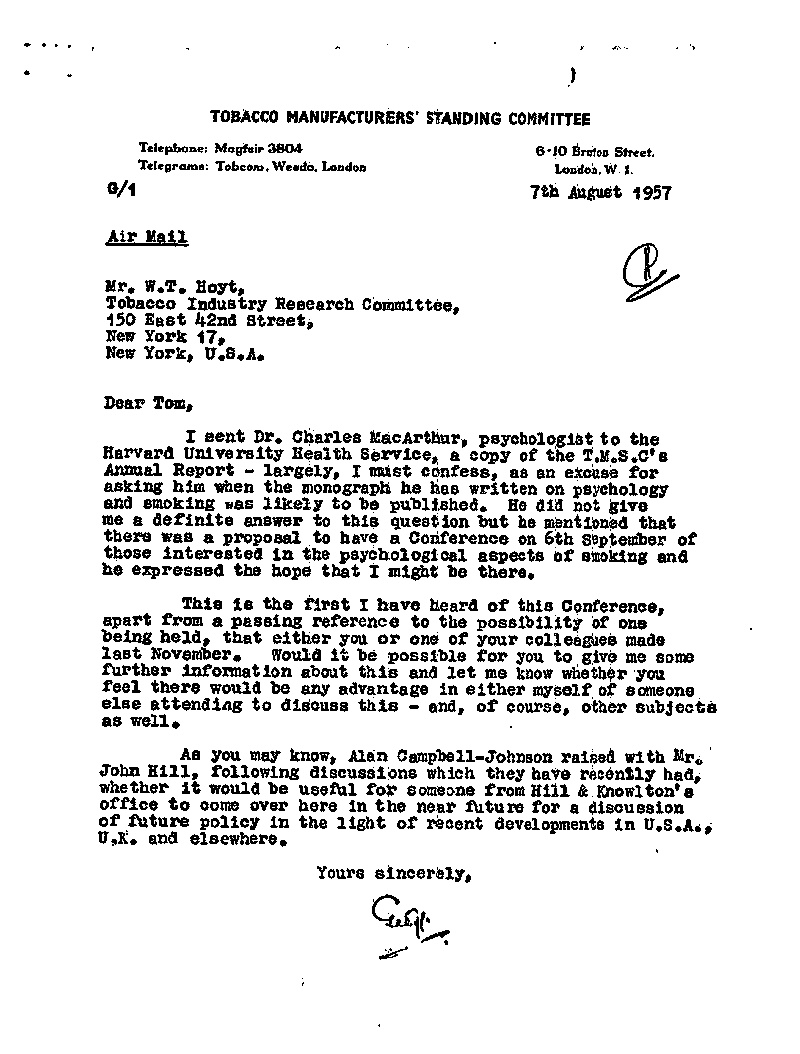 TOBACCO MANUFACTURERS' STANDING COMMITTEE
Telephone: Mayfair 3804
6-10 Bruton Street,
Telegrams: Tobcom, Wesdo, London
London, W. 1.
G/1
7th August 1957
Air Mail
Mr. W.T. Hoyt,
Tobacco Industry Research Committee,
150 East 42nd Street,
New York 17,
New York, U.S.A.
Dear Tom,
I sent Dr. Charles MacArthur, psychologist to the
Harvard University Health Service, a copy of the T.M.S.C's
Annual Report - largely, I must confess, as an excuse for
asking him when the monograph he has written on psychology
and smoking was likely to be published. He did not give
me a definite answer to this question but he mentioned that
there was a proposal to have a Conference on 6th September of
those interested in the psychological aspects of smoking and
he expressed the hope that I might be there.
This is the first I have heard of this Conference,
apart from a passing reference to the possibility of one
being held, that either you or one of your colleagues made
last November. Would it be possible for you to give me some
further information about this and let me know whether you
feel there would be any advantage in either myself of someone
else attending to discuss this - and, of course, other subjects
as well.
As you may know, Alan Campbell-Johnson raised with Mr.
John Hill, following discussions which they have recently had,
whether it would be useful for someone from Hill & Knowlton's
office to come over here in the near future for a discussion
of future policy in the light of recent developments in U.S.A.,
U.K. and elsewhere.
Yours sincerely,